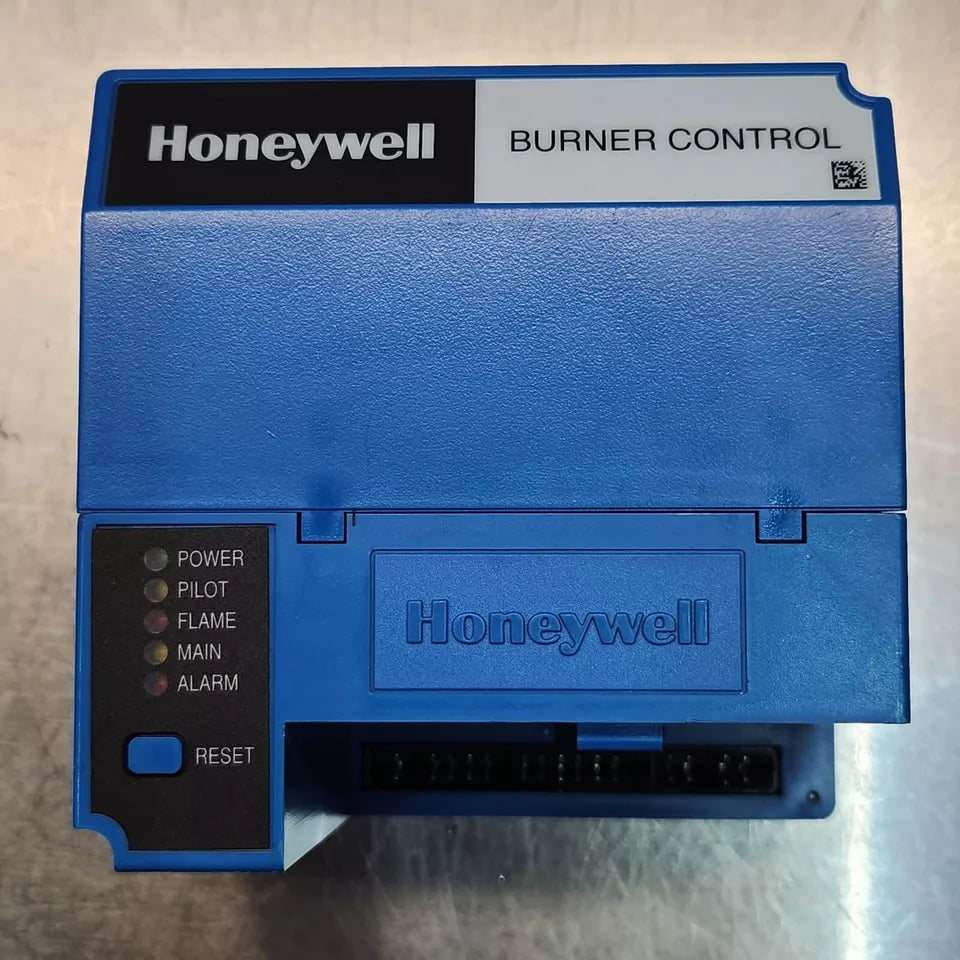 Honeywell
BURNER CONTROL
POWER
PILOT
FLAME
MAIN
ALARM
RESET
Honeywell